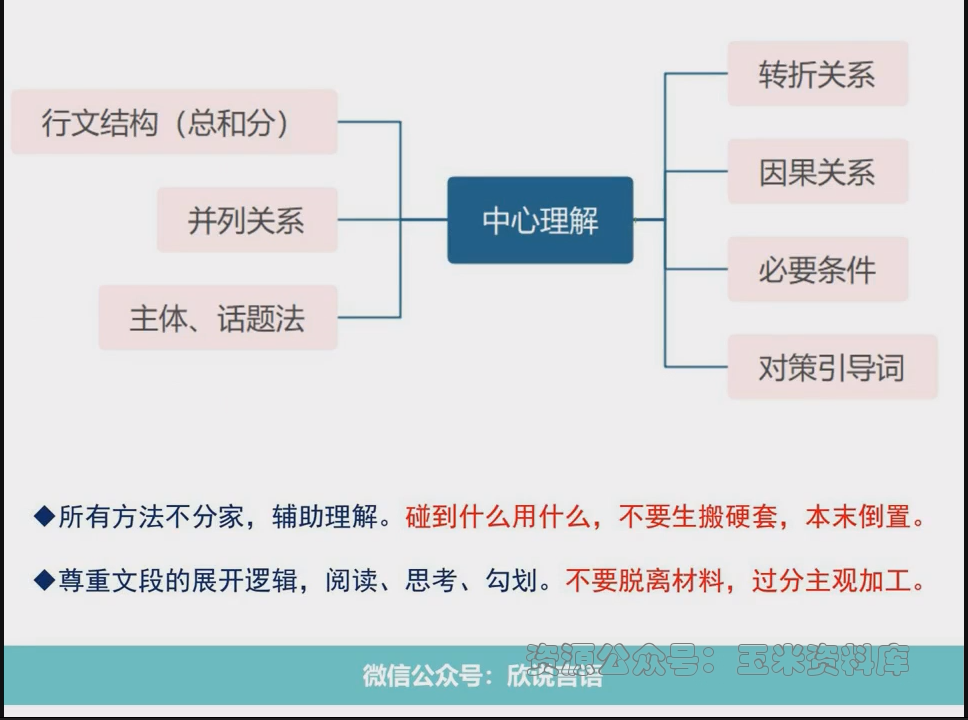 转折关系
行文结构（总和分）
因果关系
并列关系
中心理解
必要条件
主体、话题法
对策引导词
◆所有方法不分家，辅助理解。碰到什么用什么，不要生搬硬套，本末倒置。
◆尊重文段的展开逻辑，阅读、思考、勾划。不要脱离材料，过分主观加工。
资源公众号：玉米资料库
微信公众号：欣说言语